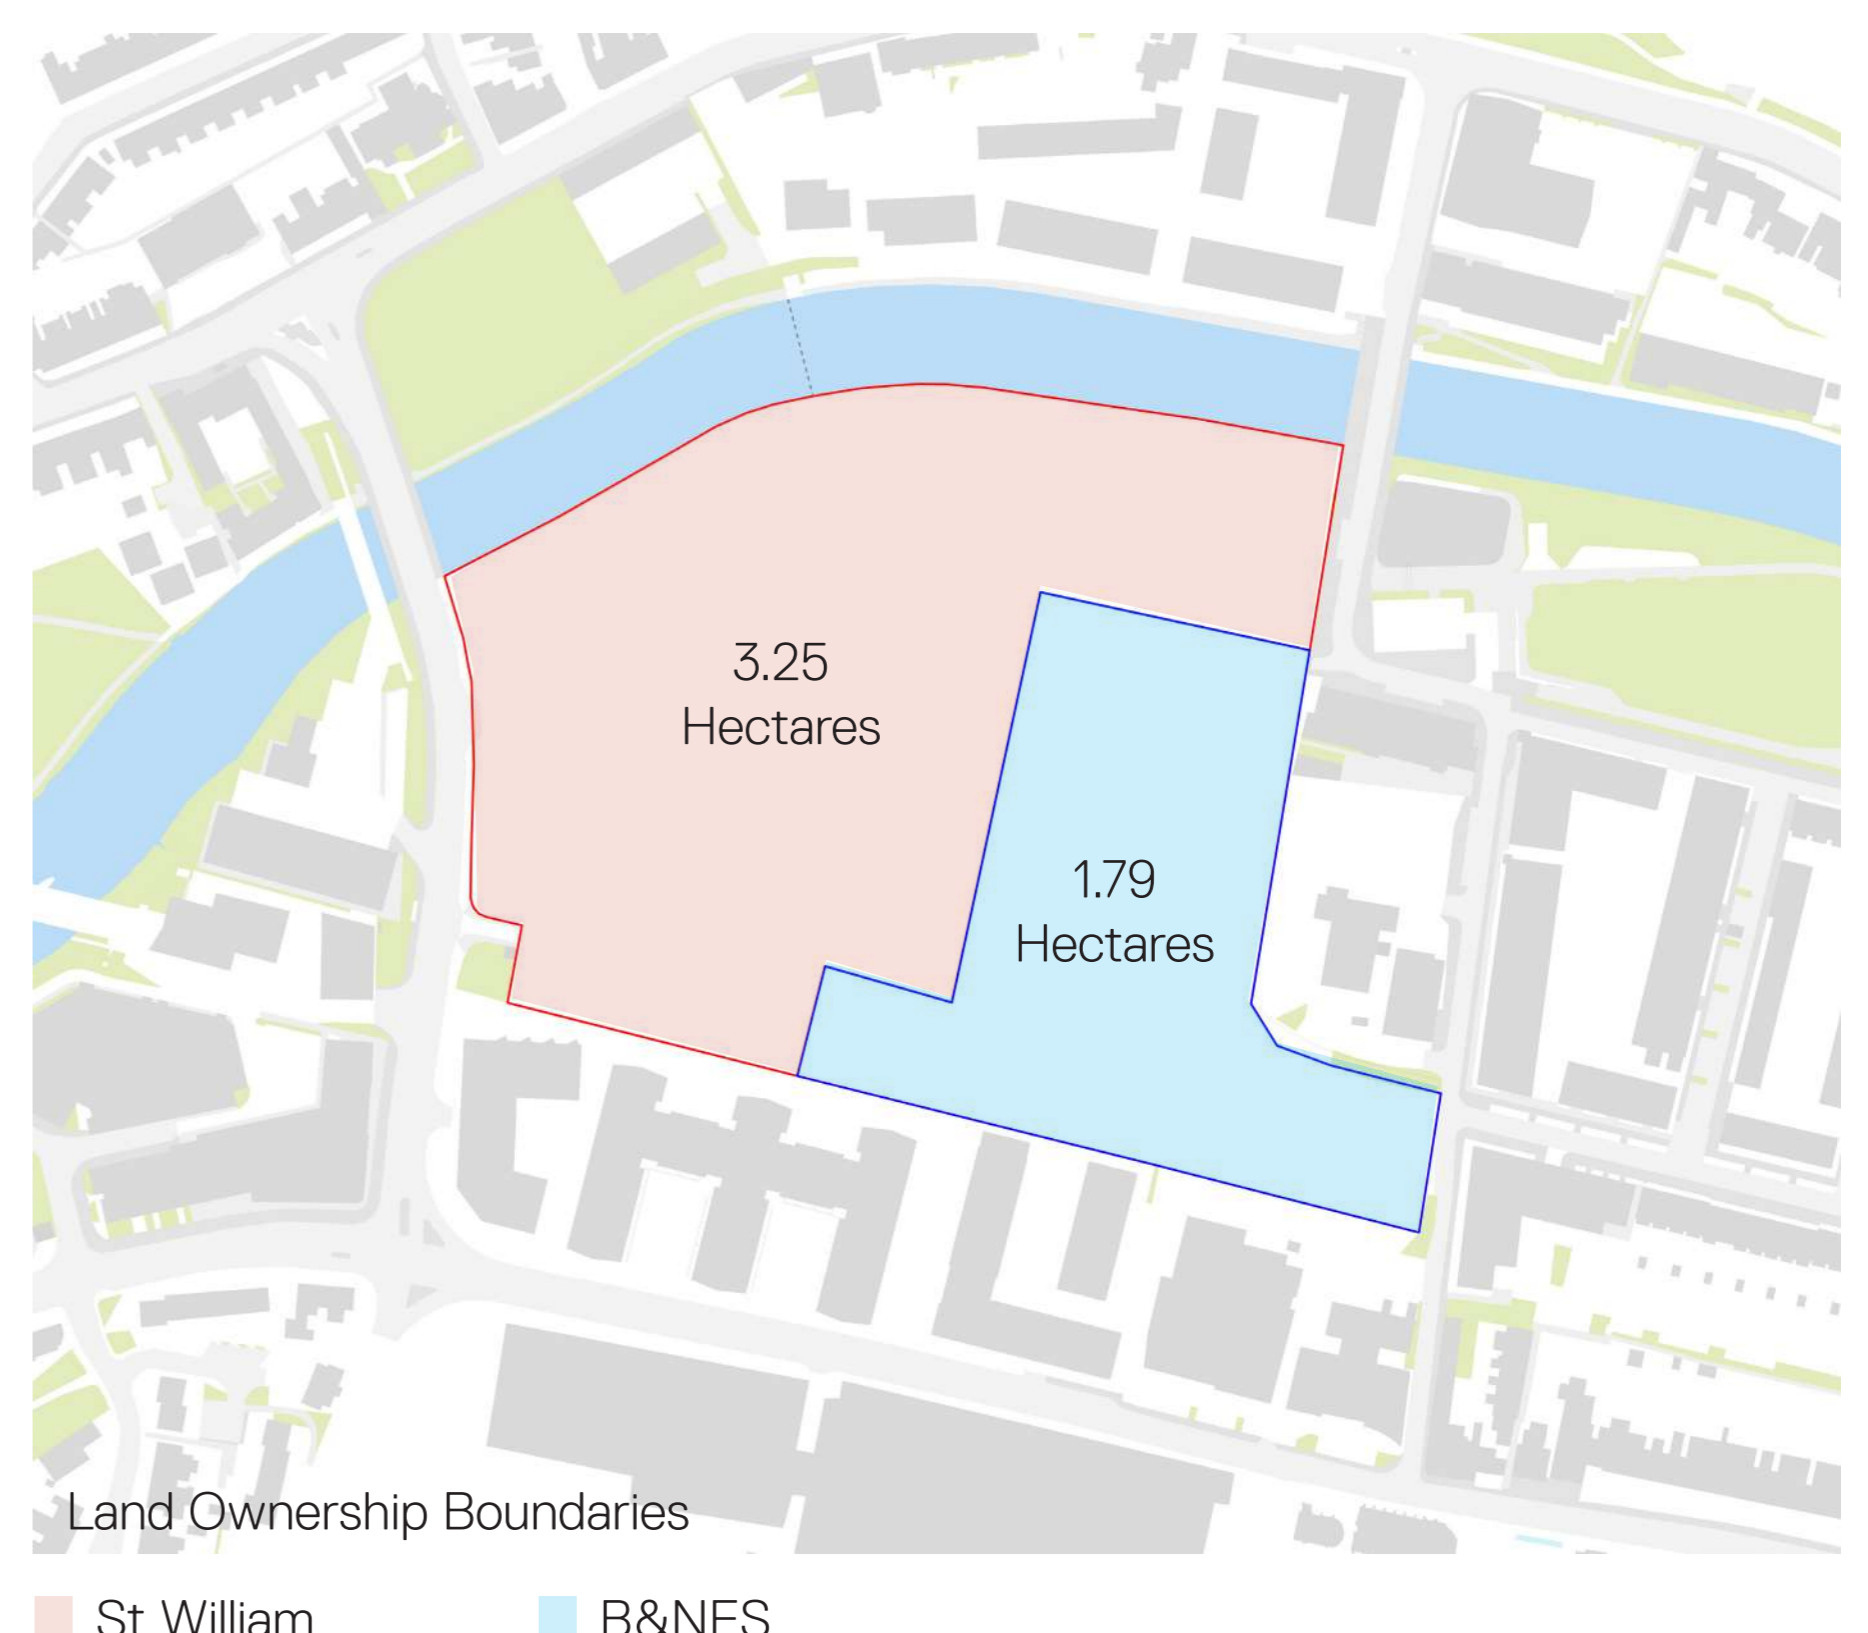 3.25
Hectares
1.79
Hectares
Land Ownership Boundaries
St William
B&NES